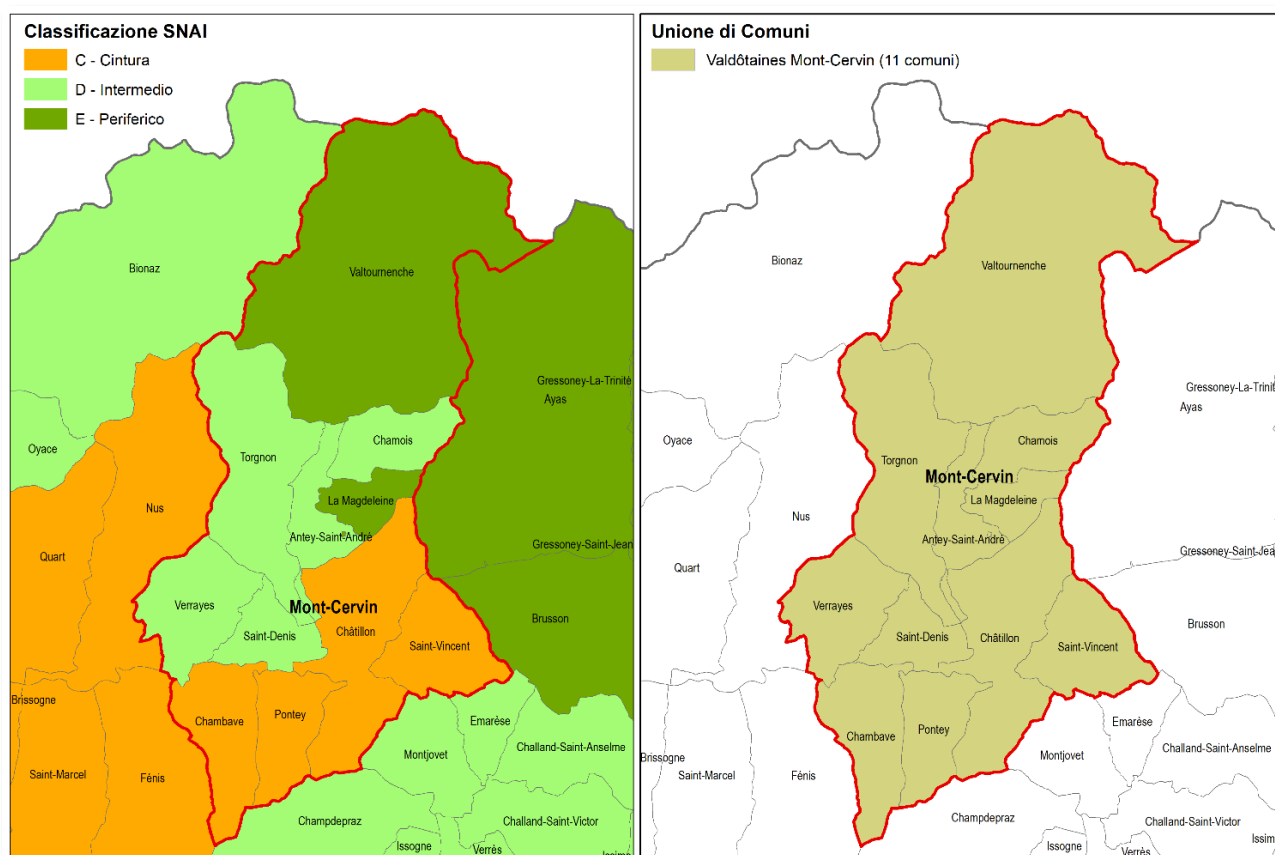 Classificazione SNAI
C - Cintura
D - Intermedio
E - Periferico
Bionaz
Valtournenche
Gressoney-La-Trinité
Ayas
Chamois
Oyace
Torgnon
La Magdeleine
Nus
Antey-Saint-André
Gressoney-Saint-Jean
Quart
Verrayes
Mont-Cervin
Brusson
Saint-Denis
Châtillon
Saint-Vincent
Brissogne
Chambave
Pontey
Emarèse
Montjovet
Challand-Saint-Anselme
Saint-Marcel
Fénis
Champdepraz
Challand-Saint-Victor
Issogne
Verrès
Issime
Unione di Comuni
Valdôtaines Mont-Cervin (11 comuni)
Bionaz
Valtournenche
Gressoney-La-Trinité
Ayas
Oyace
Chamois
Torgnon
Mont-Cervin
La Magdeleine
Nus
Antey-Saint-André
Gressoney-Saint-Jean
Quart
Verrayes
Brusson
Saint-Denis
Châtillon
Saint-Vincent
Emarèse
Chambave
Pontey
Brissogne
Montjovet
Challand-Saint-Anselme
Saint-Marcel
Fénis
Champdepraz
Challand-Saint-Victor
Issogne
Verrès
Issim